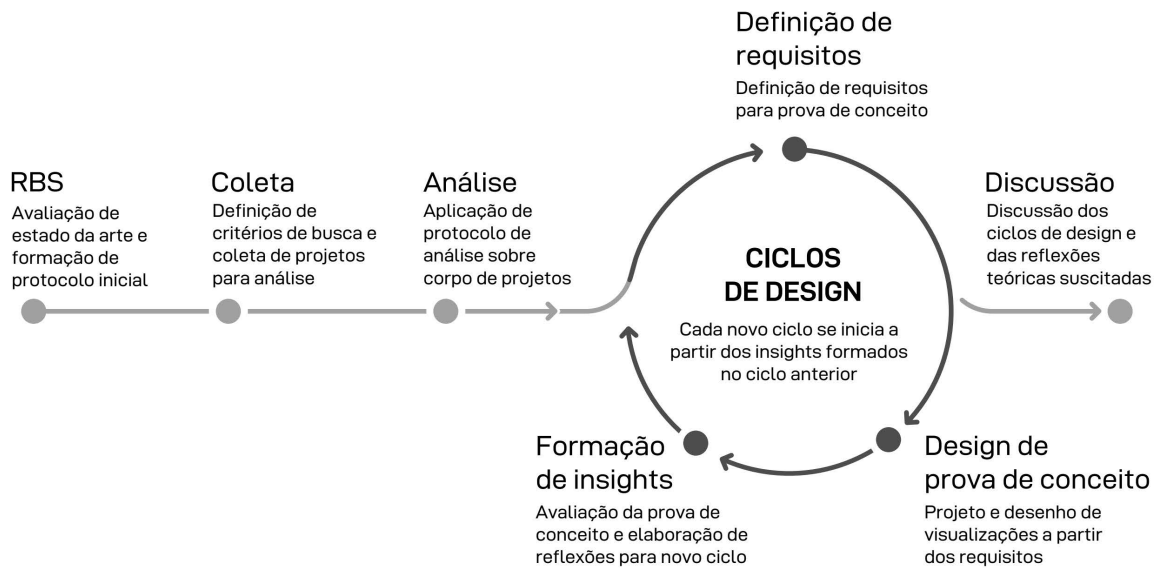 RBS
Avaliação de
estado da arte e
formação de
protocolo inicial
Coleta
Definição de
critérios de busca e
coleta de projetos
para análise
Análise
Aplicação de
protocolo de
análise sobre
corpo de projetos
Definição de
requisitos
Definição de requisitos
para prova de conceito
CICLOS
DE DESIGN
Cada novo ciclo se inicia a
partir dos insights formados
no ciclo anterior
Design de
prova de conceito
Projeto e desenho de
visualizações a partir
dos requisitos
Formação
de insights
Avaliação da prova de
conceito e elaboração de
reflexões para novo ciclo
Discussão
Discussão dos
ciclos de design e
das reflexões
teóricas suscitadas